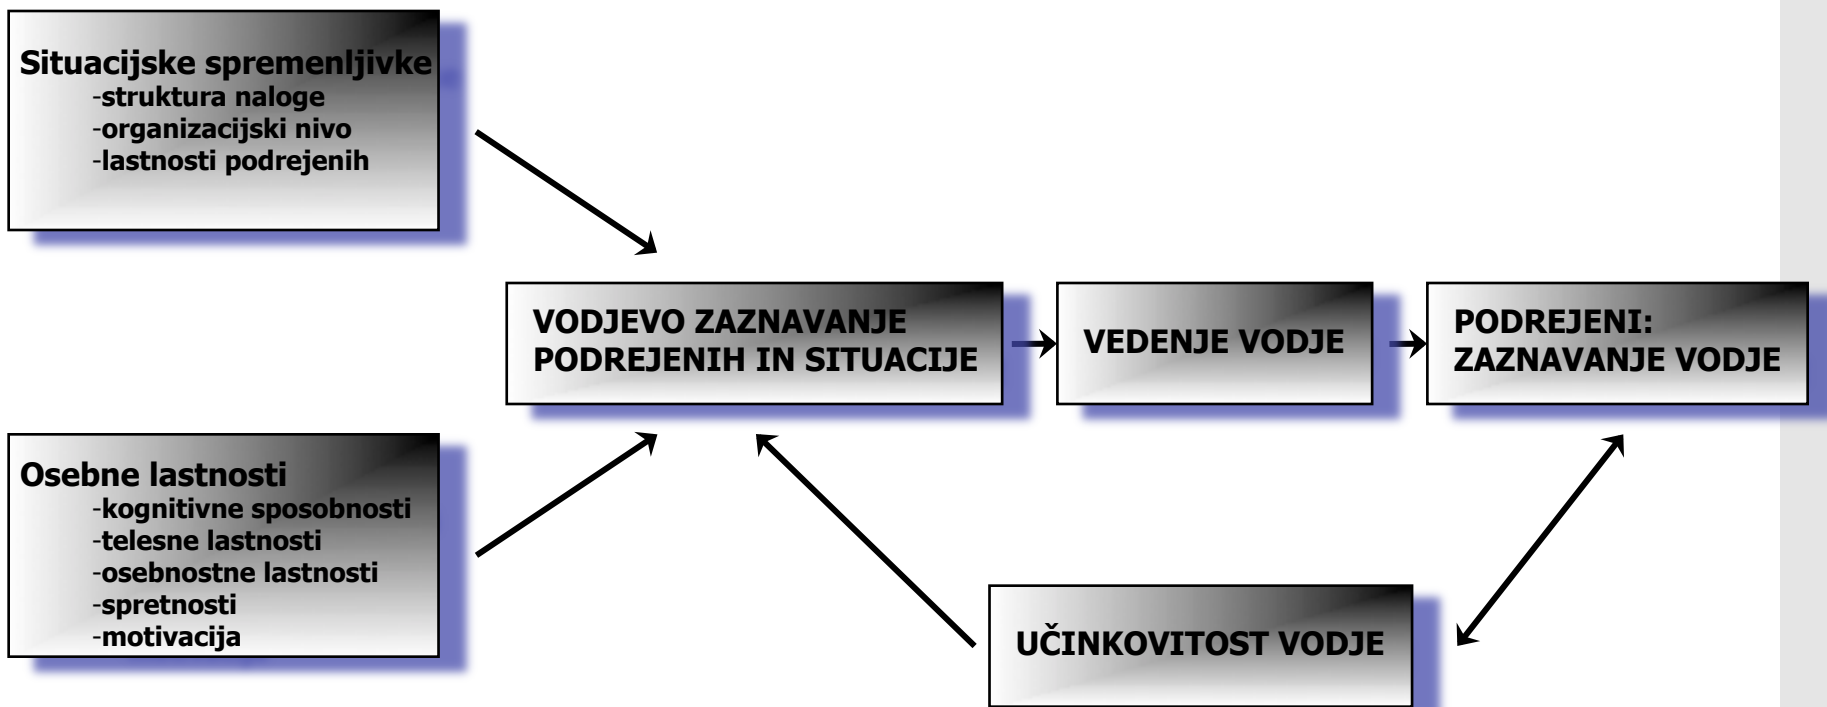 Situacijske spremenljivke
-struktura naloge
-organizacijski nivo
-lastnosti podrejenih
VODJEVO ZAZNAVANJE
PODREJENIH IN SITUACIJE
VEDENJE VODJE
PODREJENI:
ZAZNAVANJE VODJE
Osebne lastnosti
-kognitivne sposobnosti
-telesne lastnosti
-osebnostne lastnosti
-spretnosti
-motivacija
UČINKOVITOST VODJE